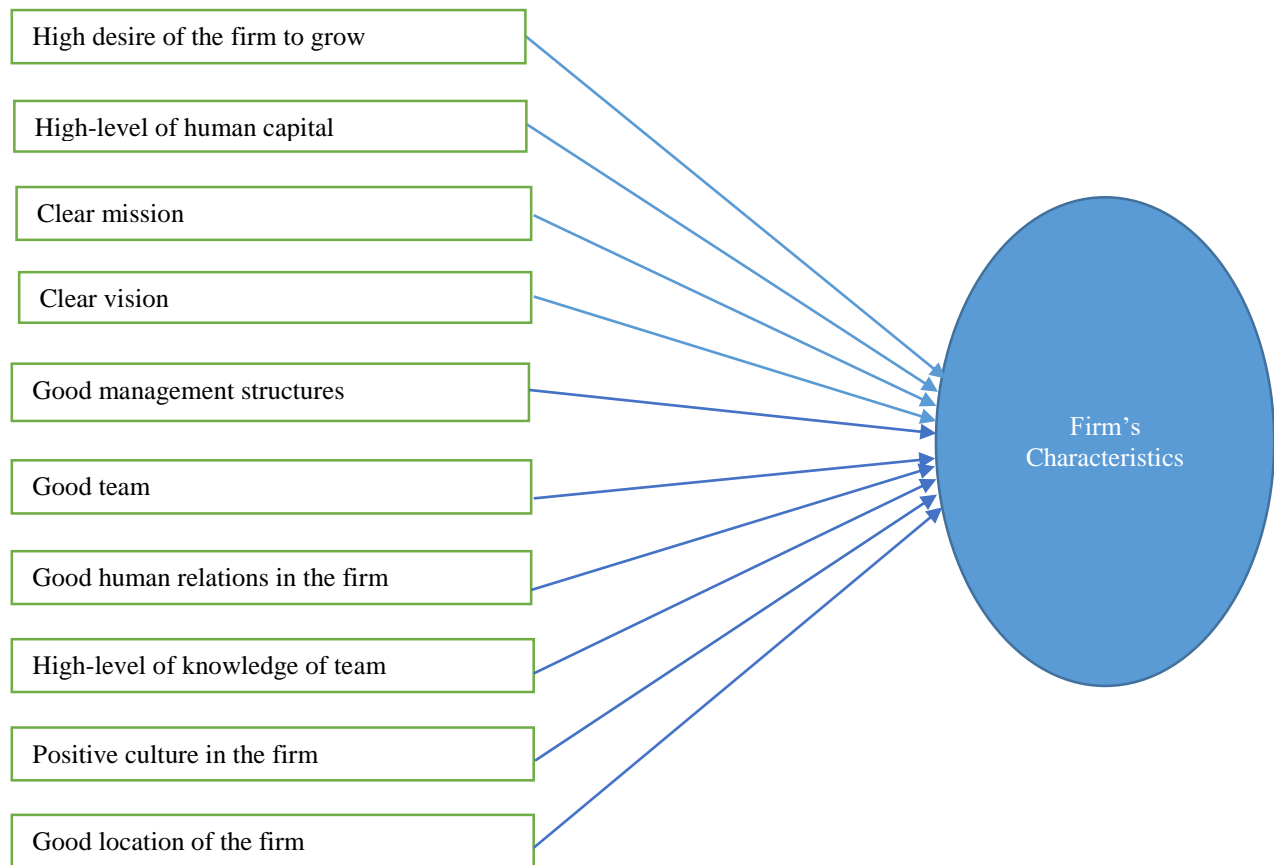 High desire of the firm to grow
High-level of human capital
Clear mission
Clear vision
Good management structures
Good team
Good human relations in the firm
High-level of knowledge of team
Positive culture in the firm
Good location of the firm
Firm’s
Characteristics